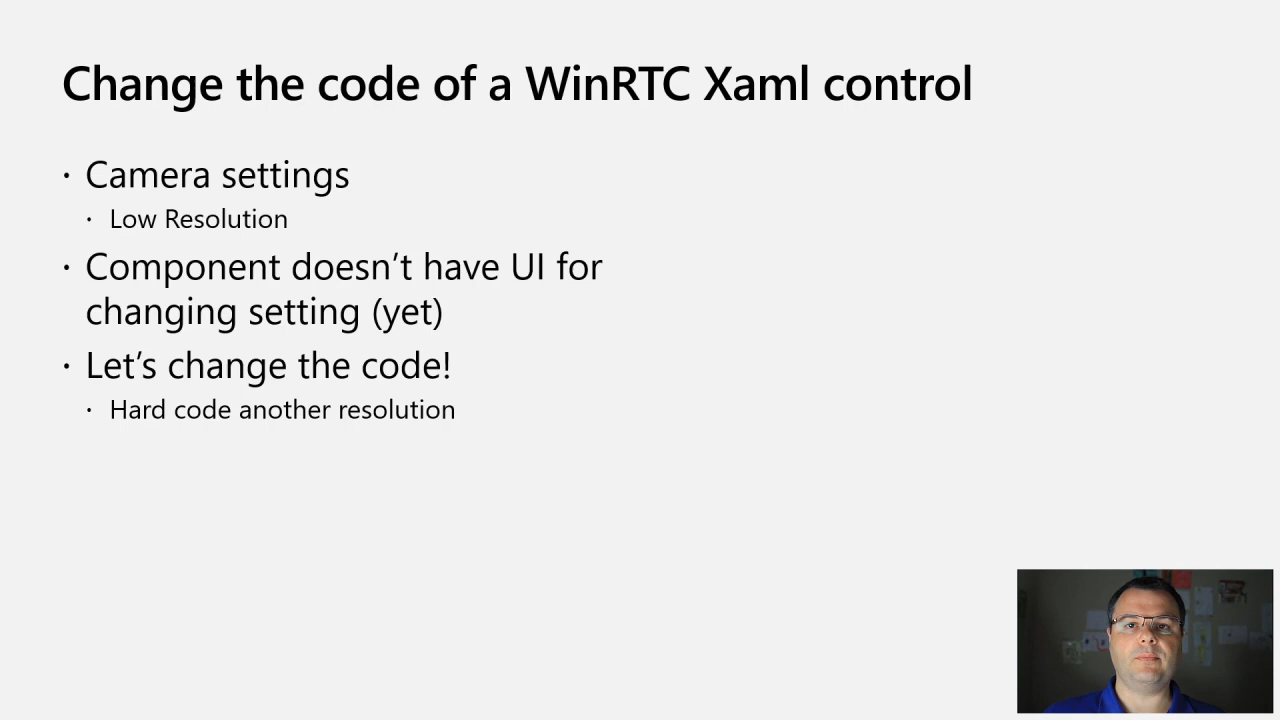 Change the code of a WinRTC Xaml control
• Camera settings
• Low Resolution
• Component doesn’t have UI for
changing setting (yet)
• Let’s change the code!
• Hard code another resolution